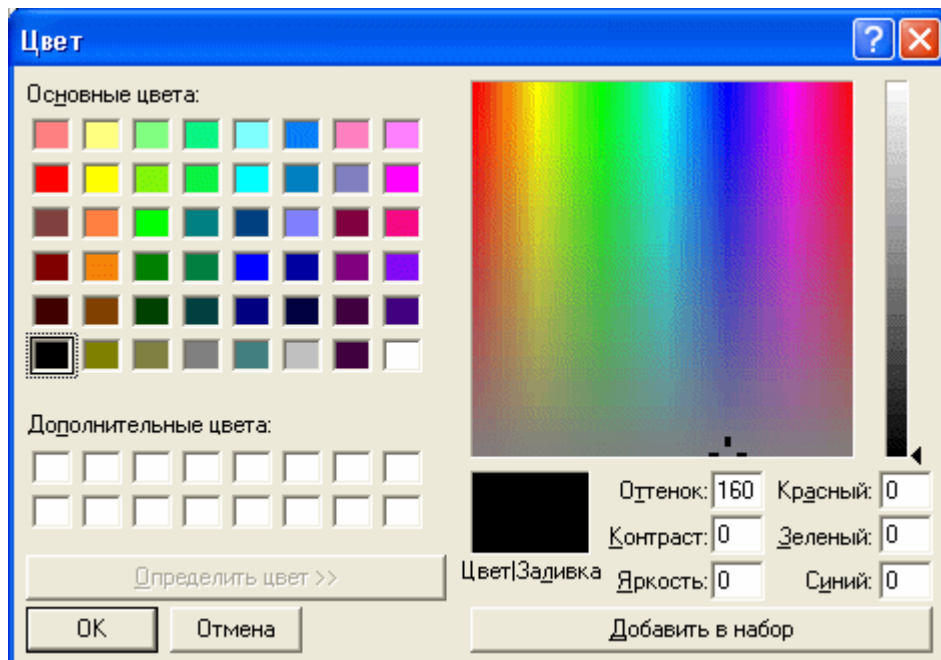 Цвет
Основные цвета:
Дополнительные цвета:
Определить цвет >>
OK
Отмена
Цвет|Заливка
Оттенок: 160
Контраст: 0
Яркость: 0
Красный: 0
Зеленый: 0
Синий: 0
Добавить в набор